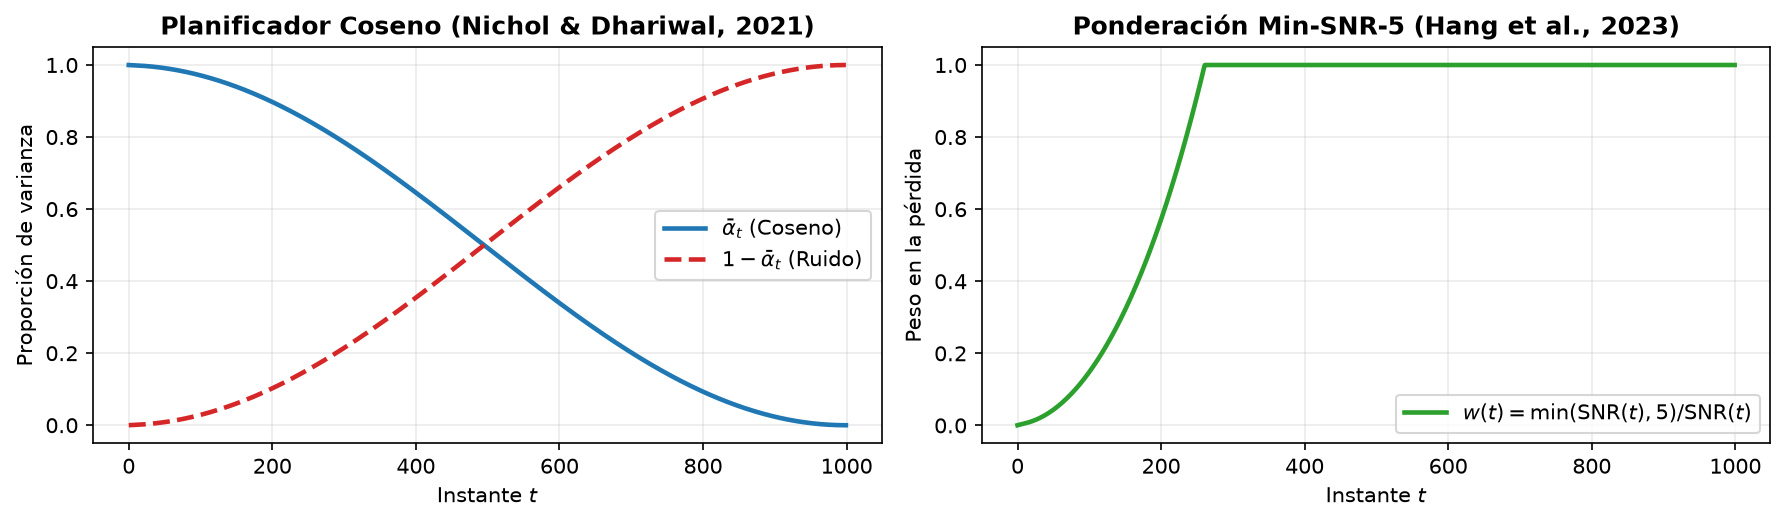 Planificador Coseno (Nichol & Dhariwal, 2021)
1.0
0.8
0.6
0.4
0.2
0.0
Proporción de varianza
ᾱₜ (Coseno)
1 − ᾱₜ (Ruido)
0 200 400 600 800 1000
Instante t
Ponderación Min-SNR-5 (Hang et al., 2023)
1.0
0.8
0.6
0.4
0.2
0.0
Peso en la pérdida
w(t) = min(SNR(t), 5)/SNR(t)
0 200 400 600 800 1000
Instante t